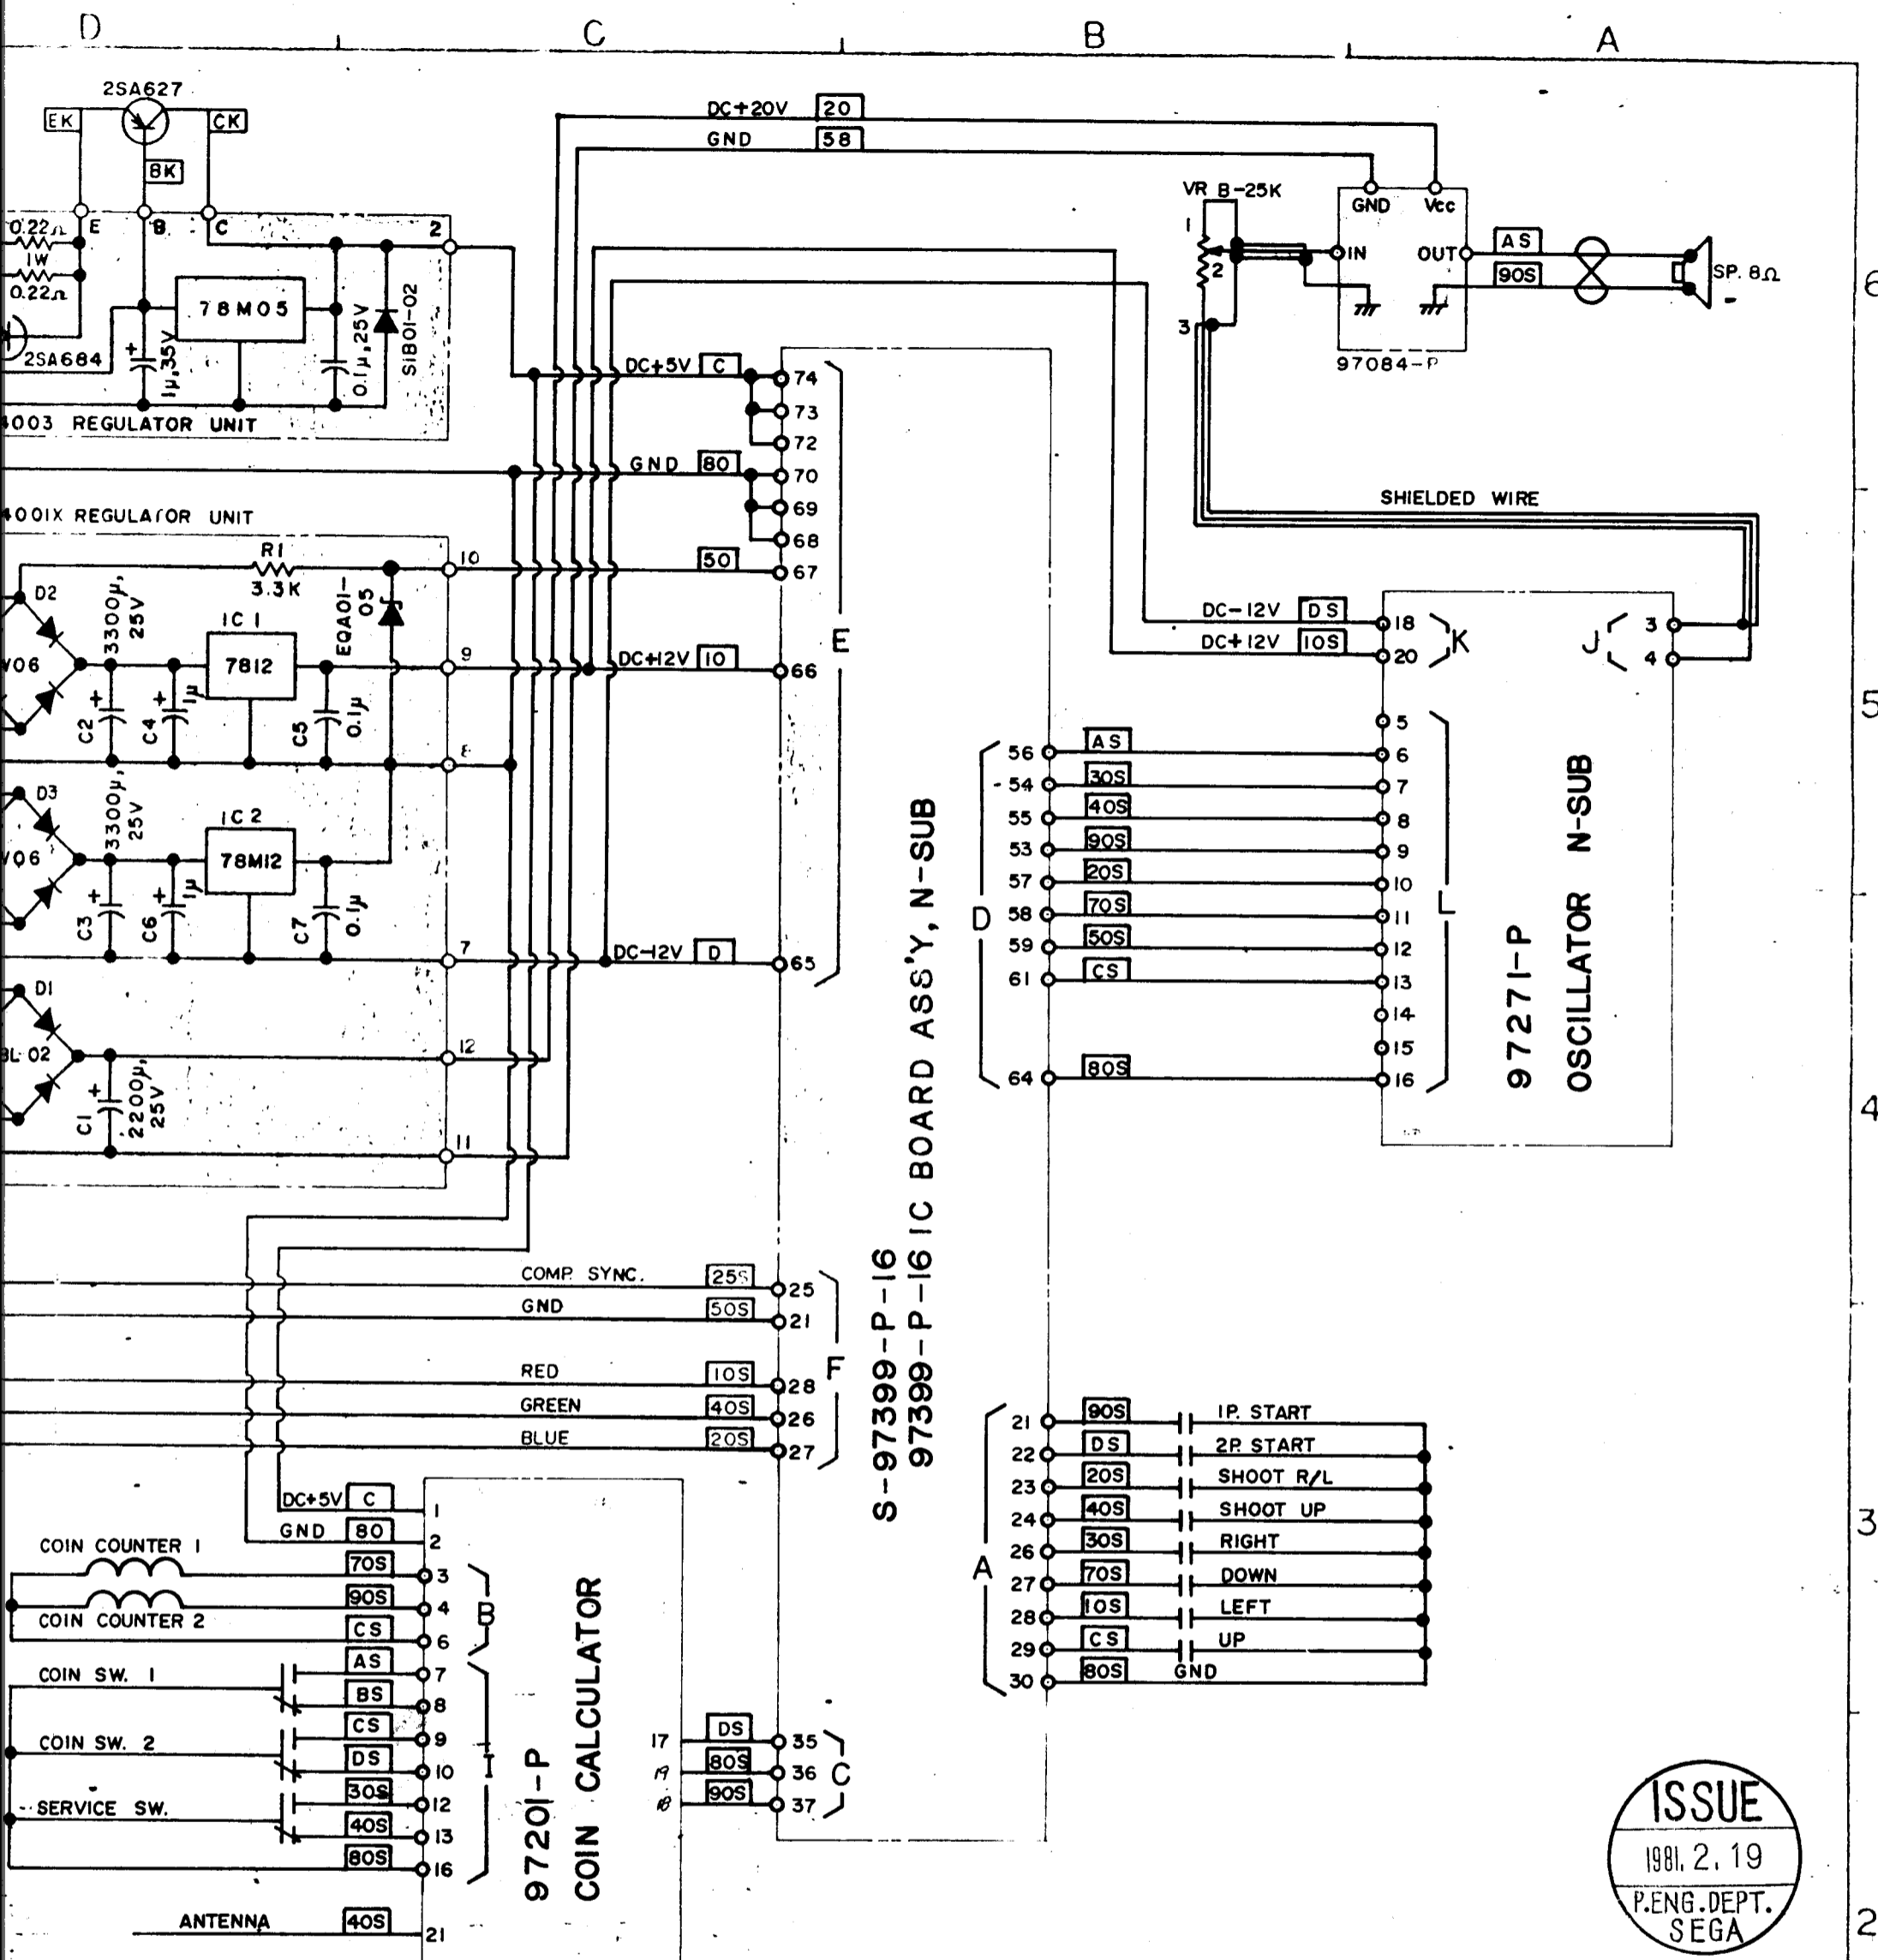 D C B A
2SA627
EK CK
BK
DC+20V 20
GND 58
VR B-25K
GND Vcc
1
IN OUT
2
3
AS
90S
SP. 8Ω
97084-P
6
0.22Ω E B C 2
1W
0.22Ω
78M05
2SA684
1μ,35V
0.1μ,25V
SI801-02
4003 REGULATOR UNIT
DC+5V C 74
73
72
GND 80 70
69
68
50 67
DC+12V 10 66
DC-12V D 65
E
SHIELDED WIRE
4001X REGULATOR UNIT
R1
3.3K
10
D2
3300μ,
25V
IC1
7812
EQA01-
05
9
V06
C2
C4
1μ
C5
0.1μ
8
D3
3300μ,
25V
IC2
78M12
V06
C3
C6
1μ
C7
0.1μ
7
D1
BL02
C1
2200μ,
25V
12
11
DC-12V DS 18
DC+12V 10S 20
K
J
3
4
5
5
56 AS 6
54 30S 7
55 40S 8
53 90S 9
57 20S 10
58 70S 11
59 50S 12
61 CS 13
14
15
64 80S 16
D
L
97271-P
OSCILLATOR N-SUB
4
S-97399-P-16
97399-P-16 IC BOARD ASS'Y, N-SUB
COMP. SYNC. 25S 25
GND 50S 21
RED 10S 28
GREEN 40S 26
BLUE 20S 27
F
21 90S 1P. START
22 DS 2P. START
23 20S SHOOT R/L
24 40S SHOOT UP
26 30S RIGHT
27 70S DOWN
28 10S LEFT
29 CS UP
30 80S GND
A
3
DC+5V C 1
GND 80 2
COIN COUNTER 1 70S 3
90S 4
COIN COUNTER 2
CS 6
B
COIN SW. 1 AS 7
BS 8
COIN SW. 2 CS 9
DS 10
SERVICE SW. 30S 12
40S 13
80S 16
I
ANTENNA 40S 21
97201-P
COIN CALCULATOR
17 DS 35
19 80S 36
18 90S 37
C
ISSUE
1981. 2. 19
P.ENG.DEPT.
SEGA
2